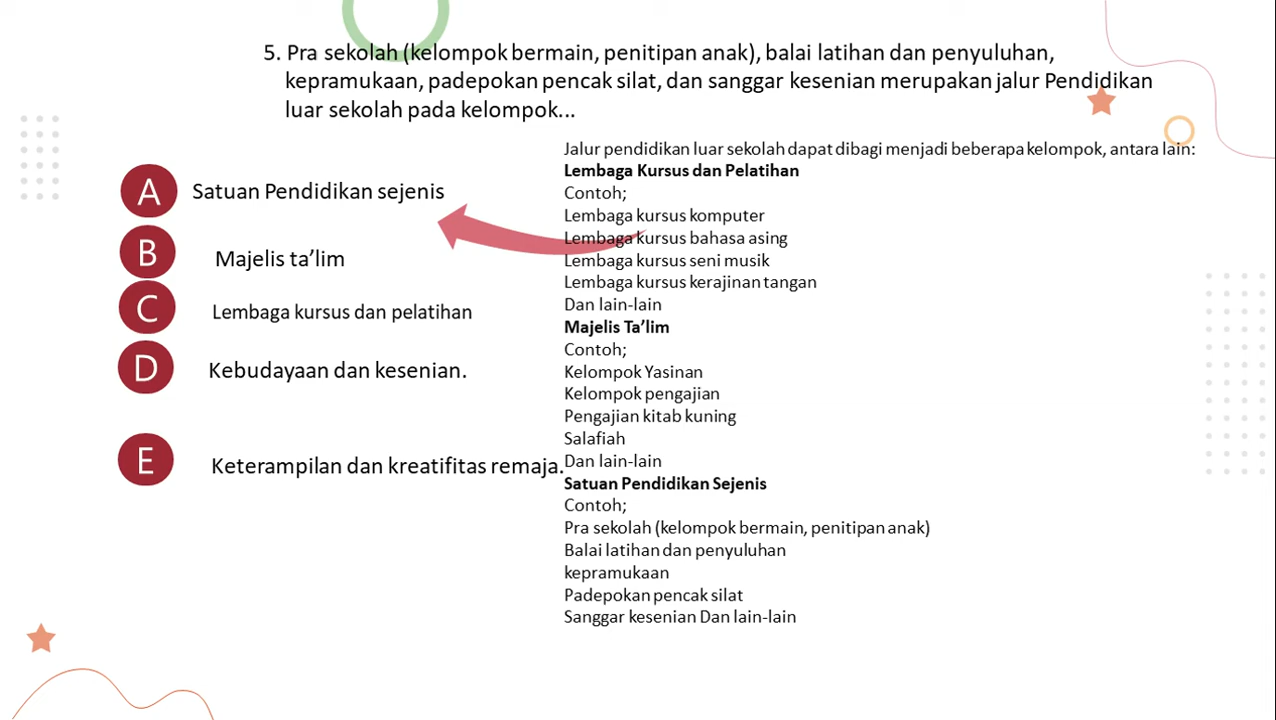 5. Pra sekolah (kelompok bermain, penitipan anak), balai latihan dan penyuluhan,
kepramukaan, padepokan pencak silat, dan sanggar kesenian merupakan jalur Pendidikan
luar sekolah pada kelompok...
A Satuan Pendidikan sejenis
B Majelis ta’lim
C Lembaga kursus dan pelatihan
D Kebudayaan dan kesenian.
E Keterampilan dan kreatifitas remaja.
Jalur pendidikan luar sekolah dapat dibagi menjadi beberapa kelompok, antara lain:
Lembaga Kursus dan Pelatihan
Contoh;
Lembaga kursus komputer
Lembaga kursus bahasa asing
Lembaga kursus seni musik
Lembaga kursus kerajinan tangan
Dan lain-lain
Majelis Ta’lim
Contoh;
Kelompok Yasinan
Kelompok pengajian
Pengajian kitab kuning
Salafiah
Dan lain-lain
Satuan Pendidikan Sejenis
Contoh;
Pra sekolah (kelompok bermain, penitipan anak)
Balai latihan dan penyuluhan
kepramukaan
Padepokan pencak silat
Sanggar kesenian Dan lain-lain